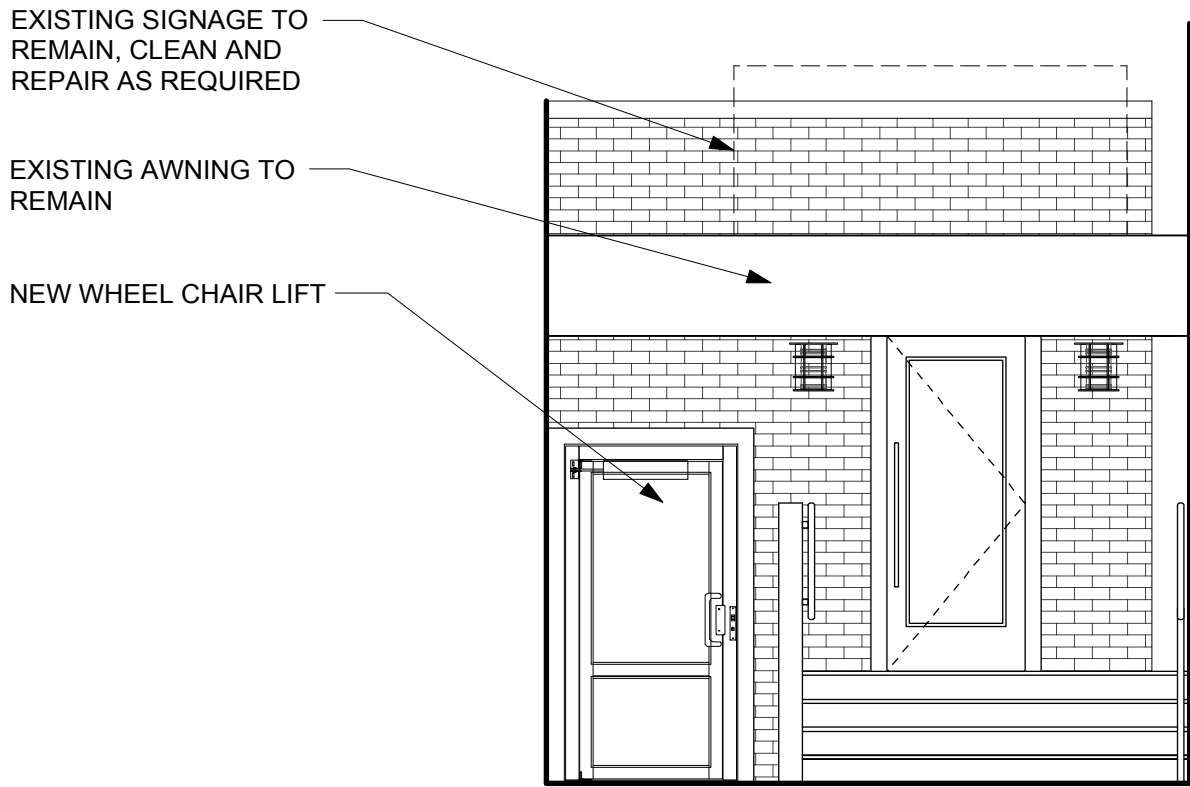 EXISTING SIGNAGE TO
REMAIN, CLEAN AND
REPAIR AS REQUIRED
EXISTING AWNING TO
REMAIN
NEW WHEEL CHAIR LIFT